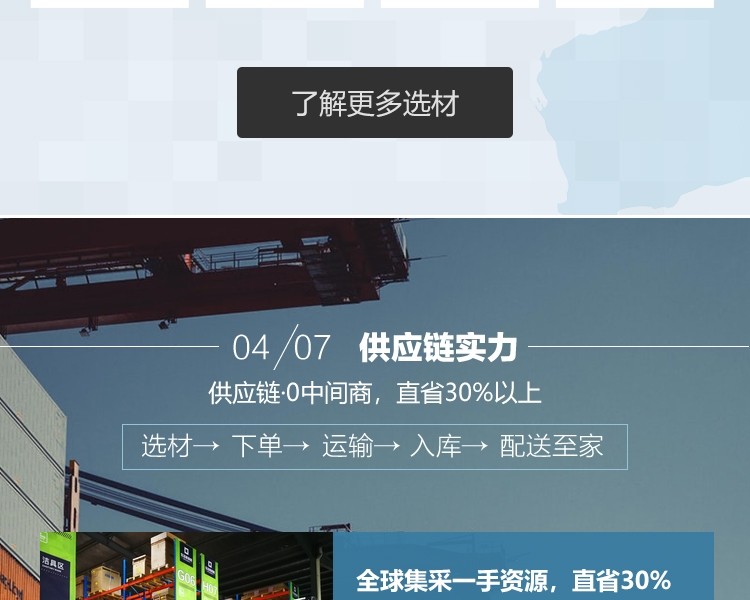 了解更多选材
04/07 供应链实力
供应链·0中间商，直省30%以上
选材→ 下单→ 运输→ 入库→ 配送至家
洁具区
G06
H01
全球集采一手资源，直省30%